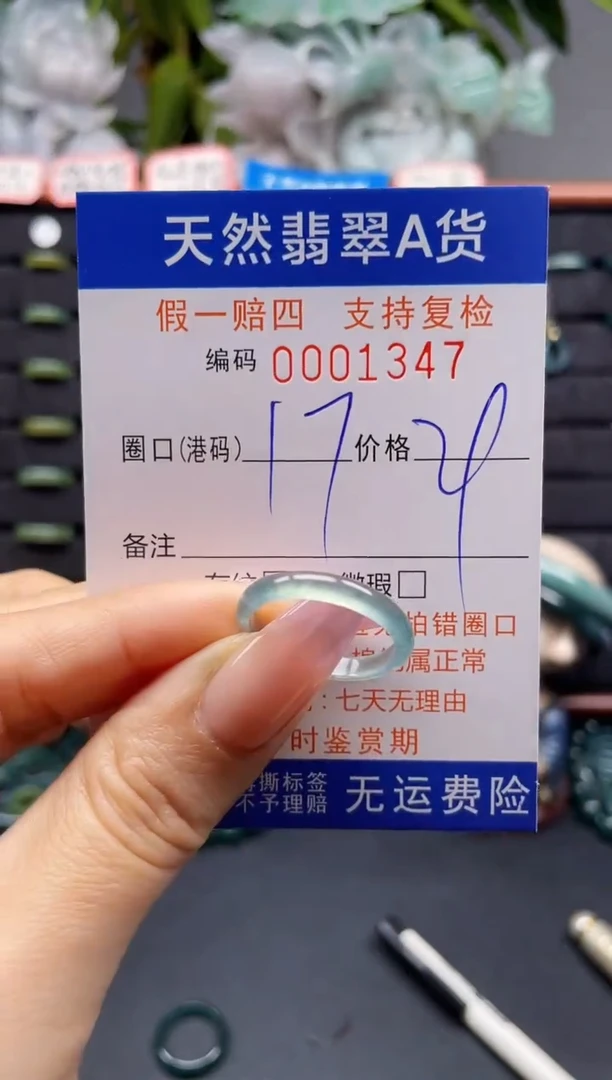 天然翡翠A货
假一赔四 支持复检
编码 0001347
圈口(港码) 17 价格 4
备注
微瑕□
拍错圈口
属正常
:七天无理由
时鉴赏期
撕标签
不予理赔
无运费险